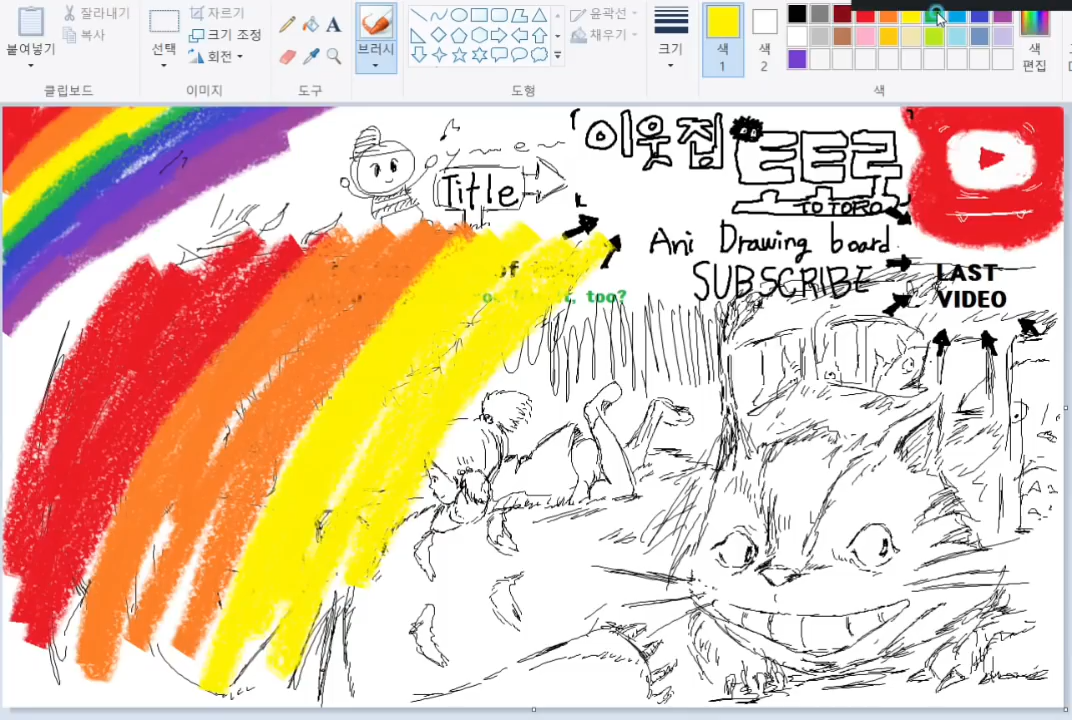 붙여넣기
잘라내기
복사
클립보드
선택
자르기
크기 조정
회전
이미지
A
도구
브러시
윤곽선
채우기
도형
크기
색
1
색
2
색
편집
색
「이웃집
토토로
TOTORO
Title
Ani Drawing board
SUBSCRIBE
LAST
VIDEO
of
too?